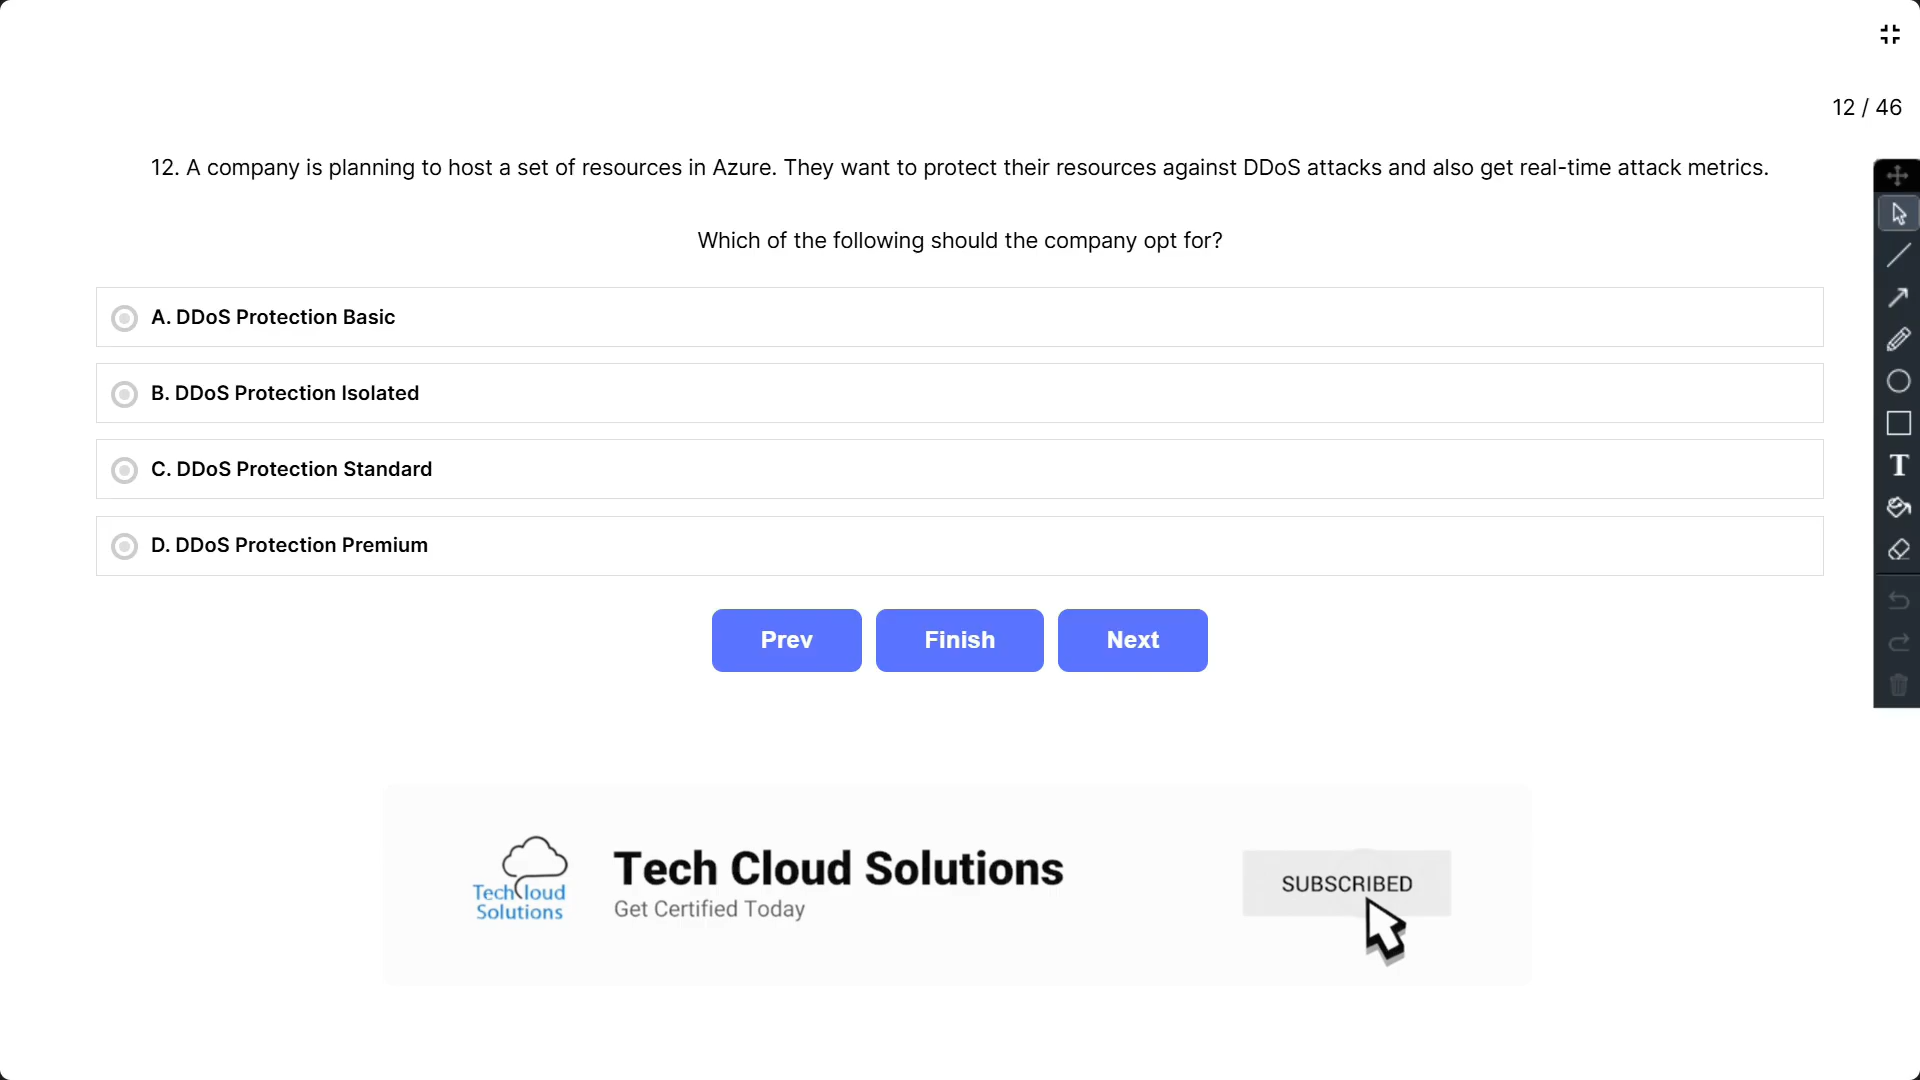 12 / 46
12. A company is planning to host a set of resources in Azure. They want to protect their resources against DDoS attacks and also get real-time attack metrics.
Which of the following should the company opt for?
A. DDoS Protection Basic
B. DDoS Protection Isolated
C. DDoS Protection Standard
D. DDoS Protection Premium
Prev Finish Next
Tech Cloud Solutions
Get Certified Today
Tech loud
Solutions
SUBSCRIBED
T